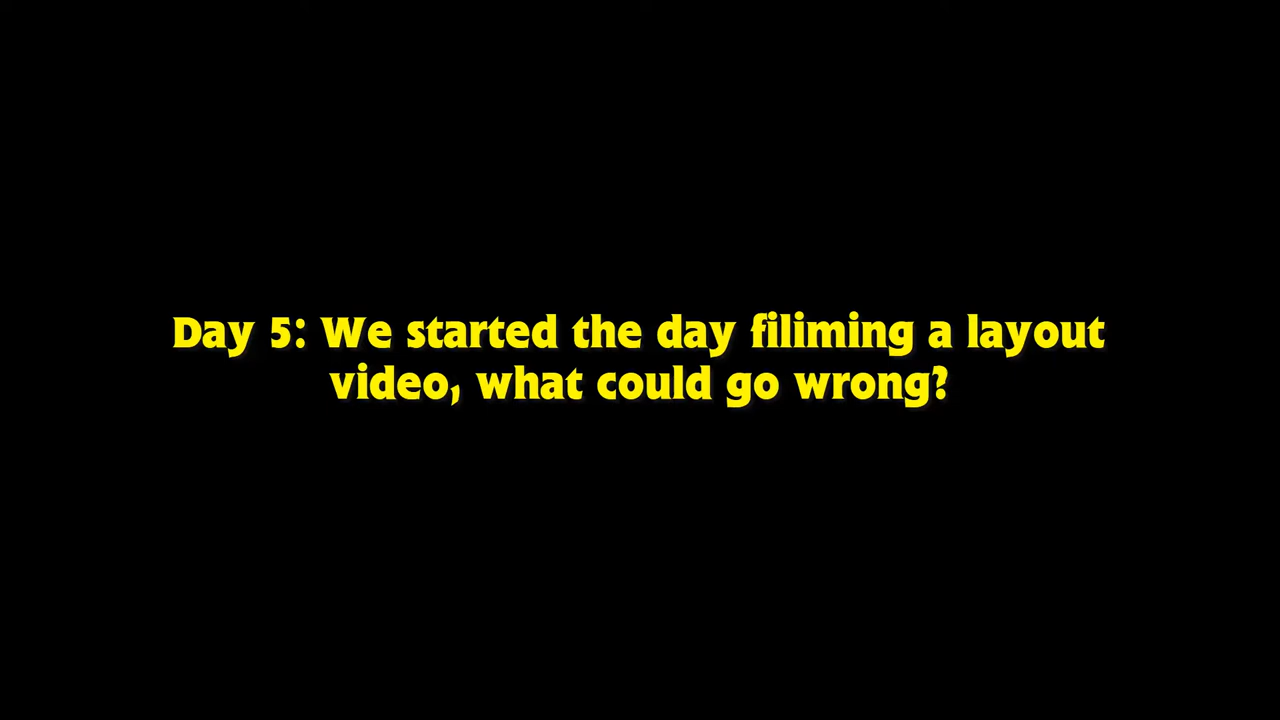 Day 5: We started the day filiming a layout
video, what could go wrong?